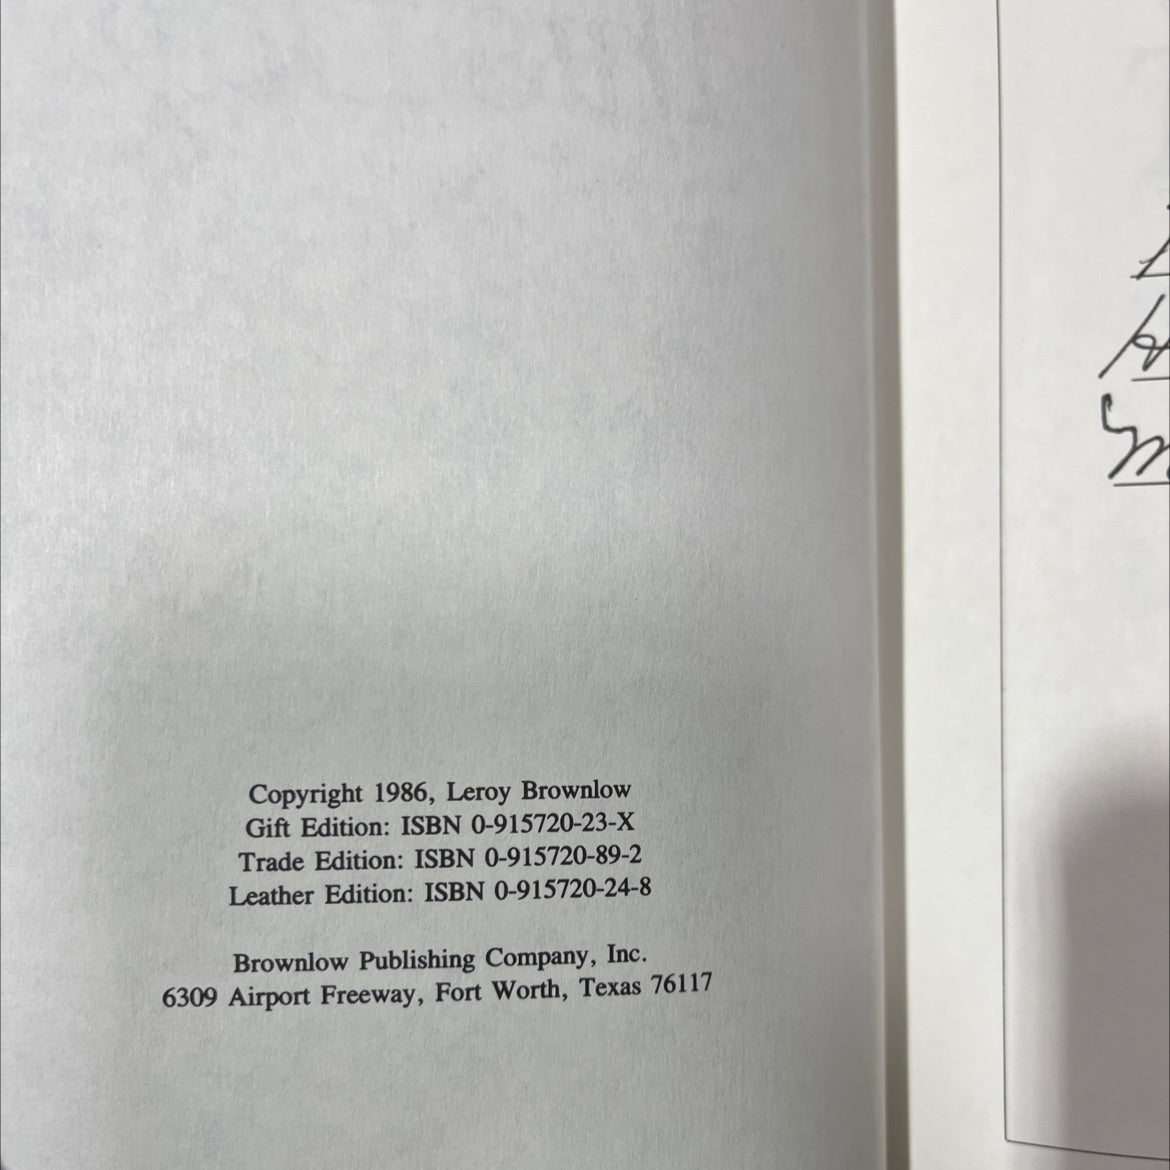 Copyright 1986, Leroy Brownlow
Gift Edition: ISBN 0-915720-23-X
Trade Edition: ISBN 0-915720-89-2
Leather Edition: ISBN 0-915720-24-8
Brownlow Publishing Company, Inc.
6309 Airport Freeway, Fort Worth, Texas 76117